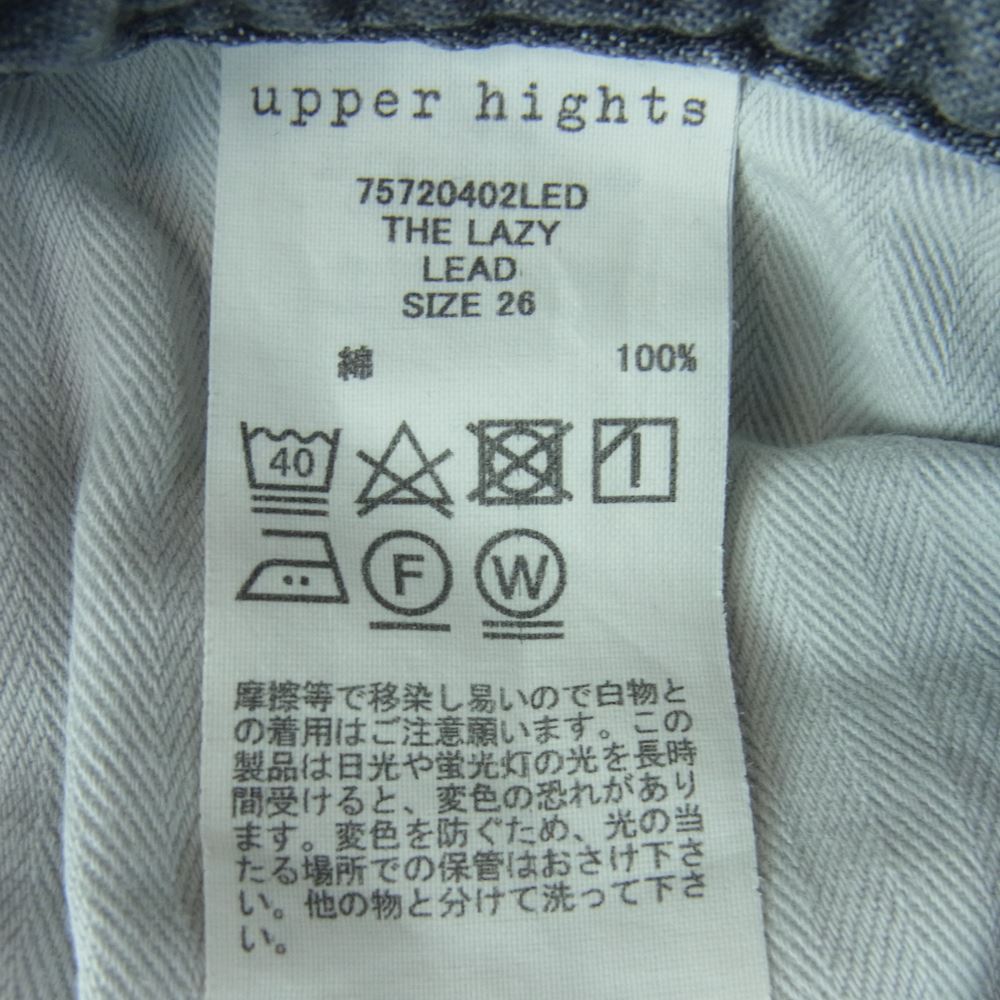 upper hights
75720402LED
THE LAZY
LEAD
SIZE 26
綿 100%
40
F W
摩擦等で移染し易いので白物と
の着用はご注意願います。この
製品は日光や蛍光灯の光を長時
間受けると、変色の恐れがあり
ます。変色を防ぐため、光の当
たる場所での保管はおさけ下さ
い。他の物と分けて洗って下さ
い。